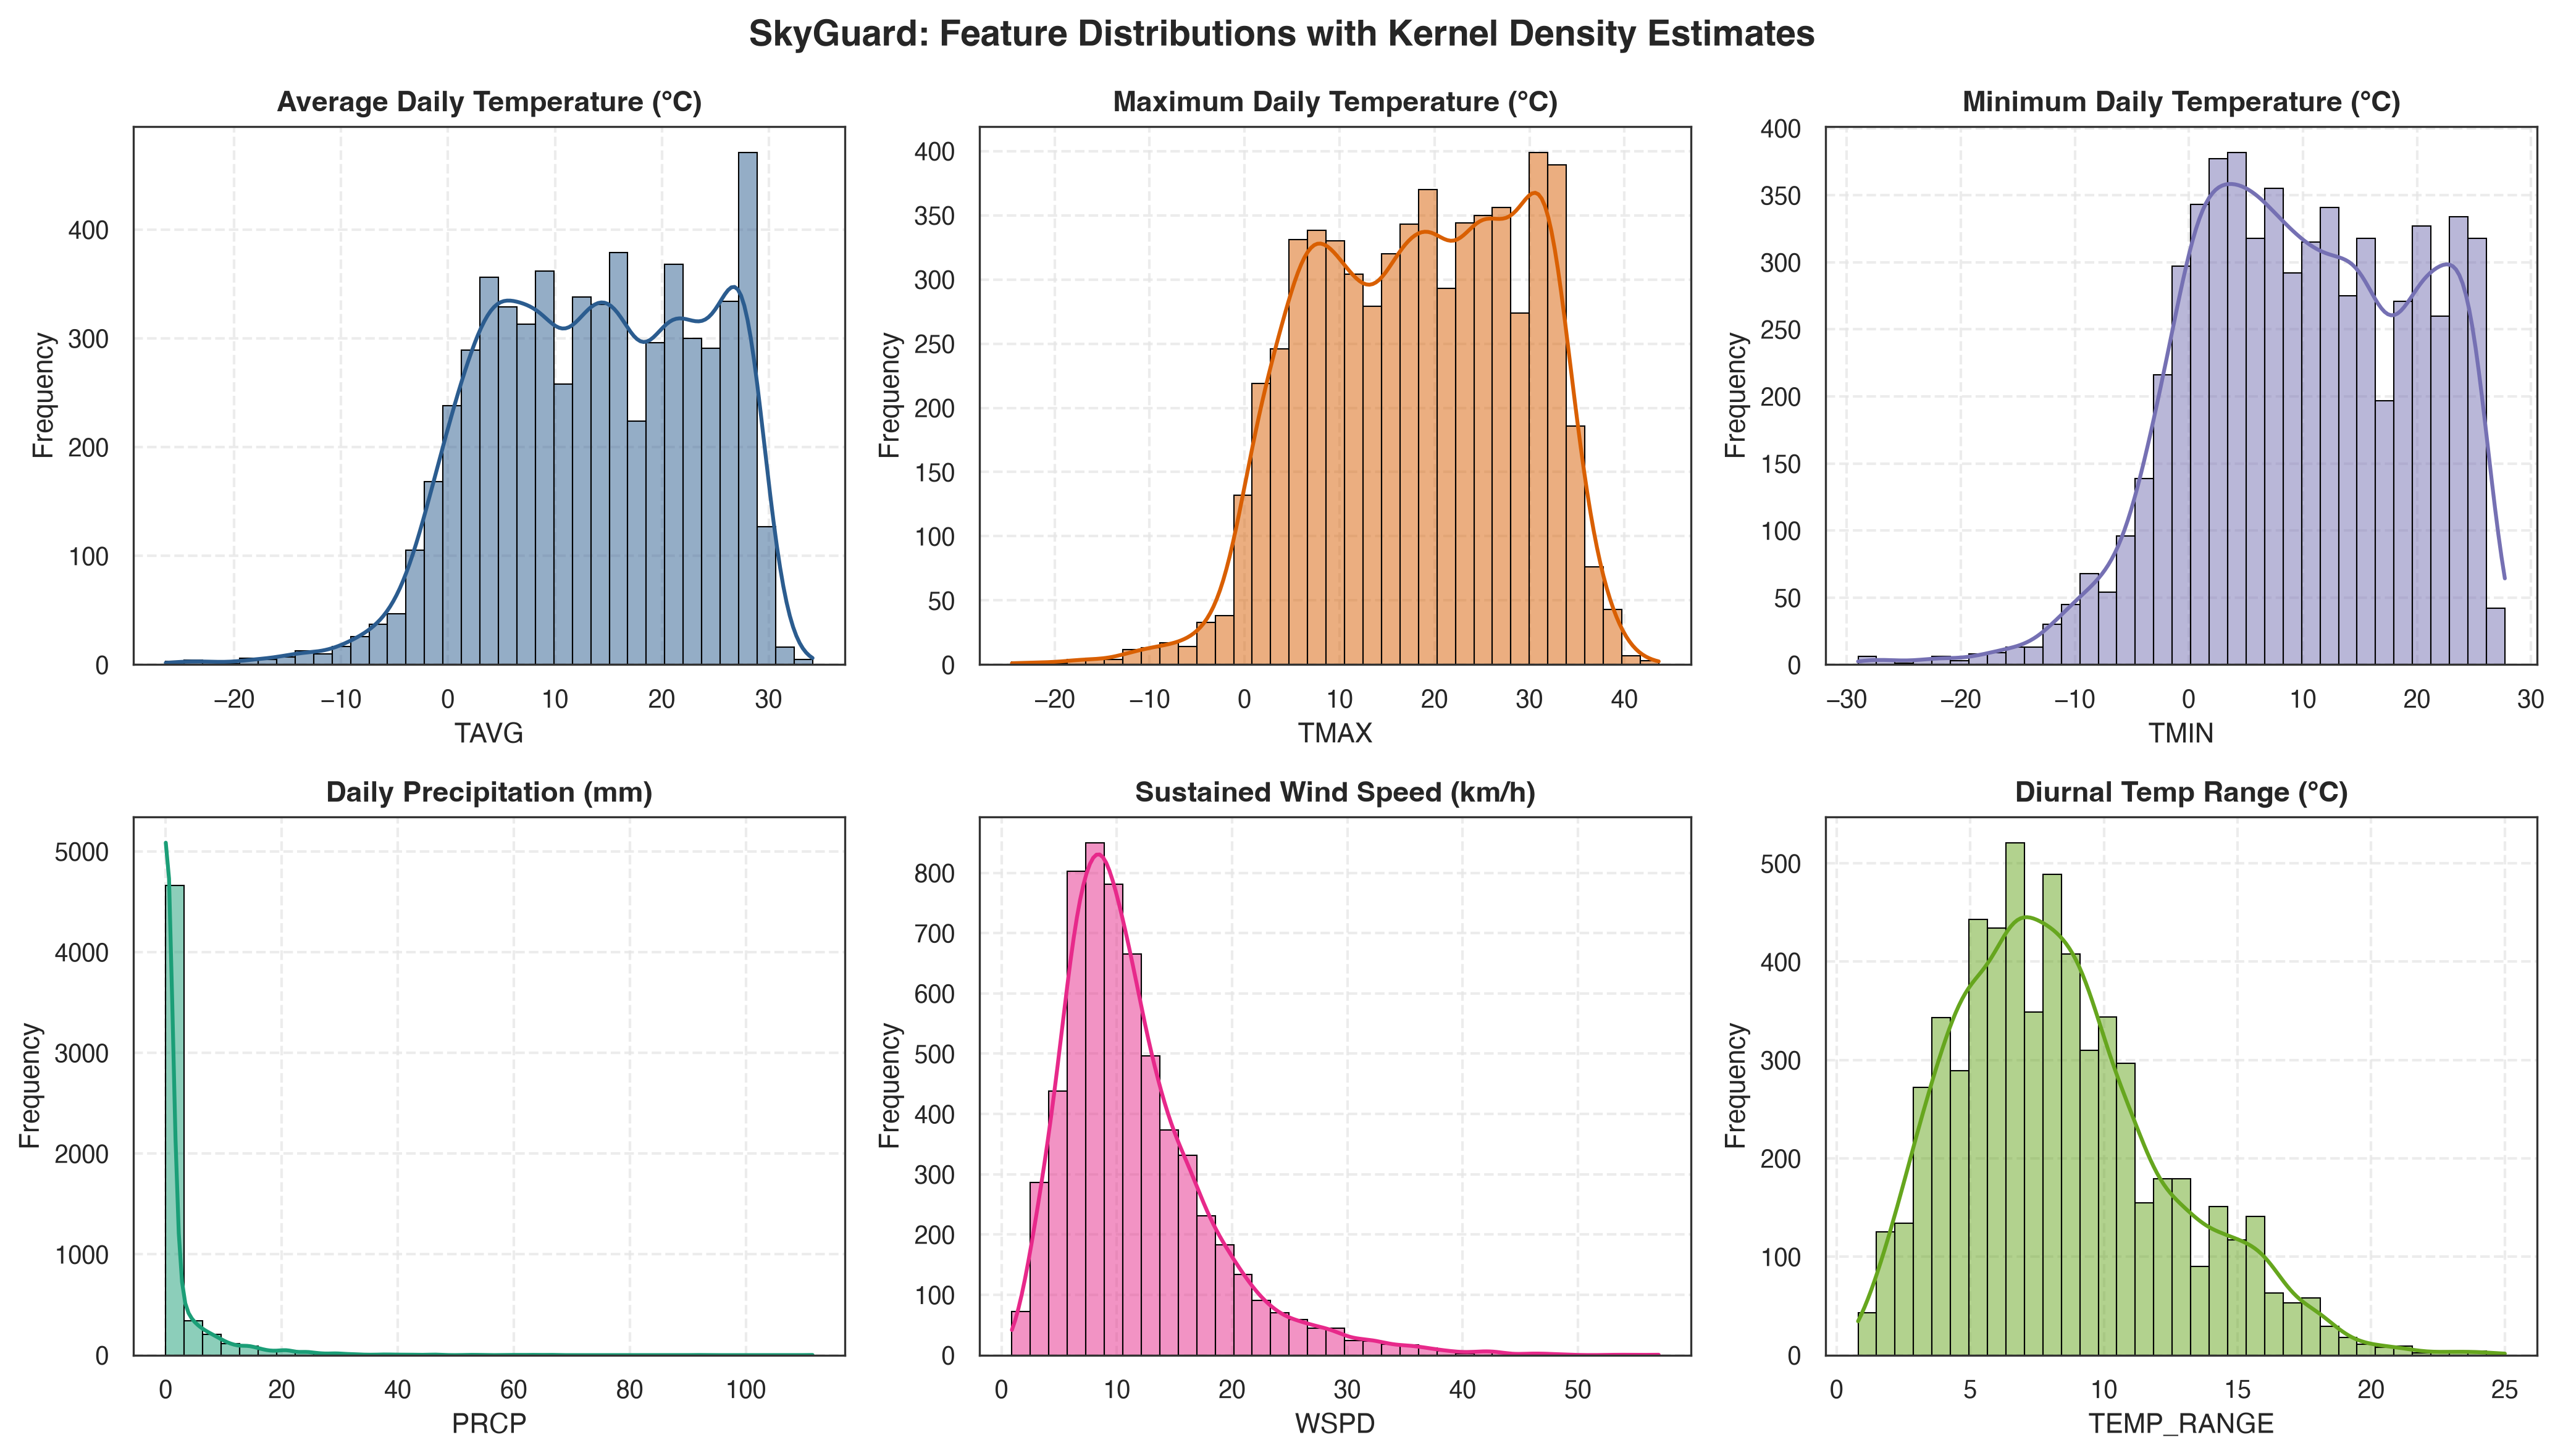 SkyGuard: Feature Distributions with Kernel Density Estimates
Average Daily Temperature (°C)
Frequency
400
300
200
100
0
−20 −10 0 10 20 30
TAVG
Maximum Daily Temperature (°C)
Frequency
400
350
300
250
200
150
100
50
0
−20 −10 0 10 20 30 40
TMAX
Minimum Daily Temperature (°C)
Frequency
400
350
300
250
200
150
100
50
0
−30 −20 −10 0 10 20 30
TMIN
Daily Precipitation (mm)
Frequency
5000
4000
3000
2000
1000
0
0 20 40 60 80 100
PRCP
Sustained Wind Speed (km/h)
Frequency
800
700
600
500
400
300
200
100
0
0 10 20 30 40 50
WSPD
Diurnal Temp Range (°C)
Frequency
500
400
300
200
100
0
0 5 10 15 20 25
TEMP_RANGE